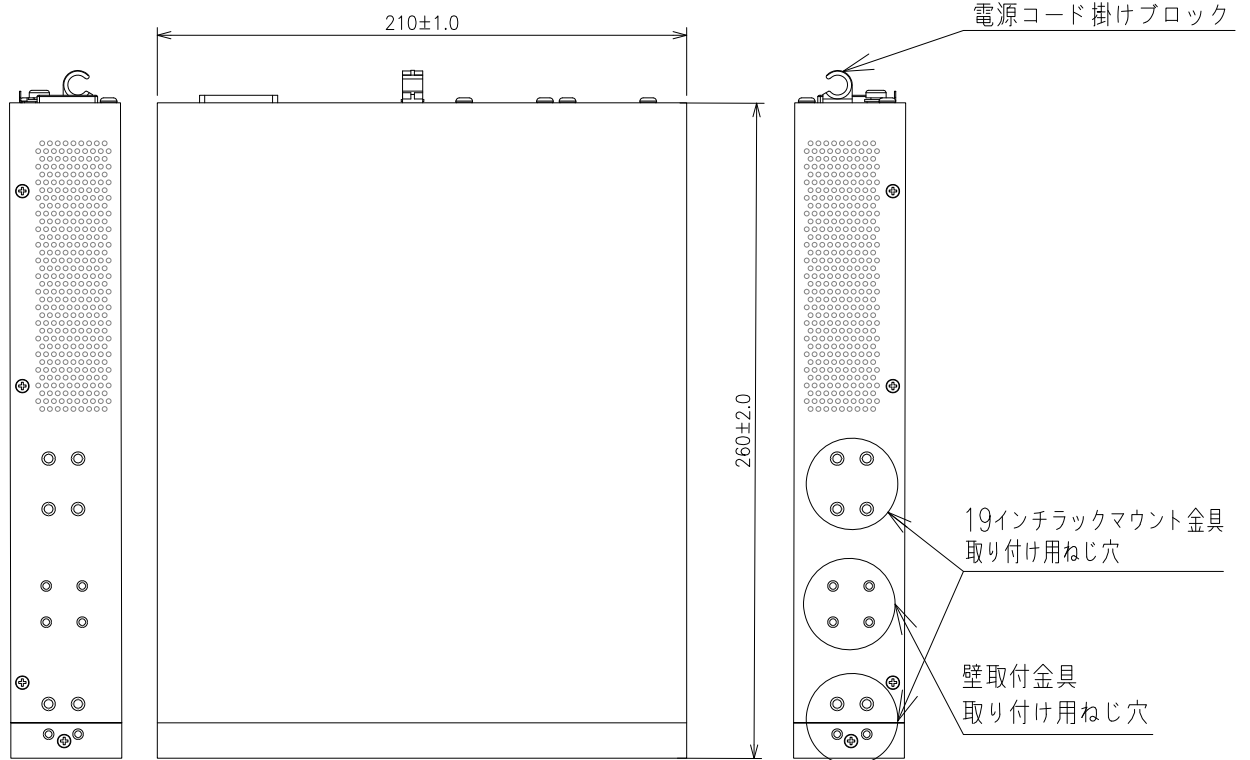 210±1.0
電源コード掛けブロック
260±2.0
19インチラックマウント金具
取り付け用ねじ穴
壁取付金具
取り付け用ねじ穴